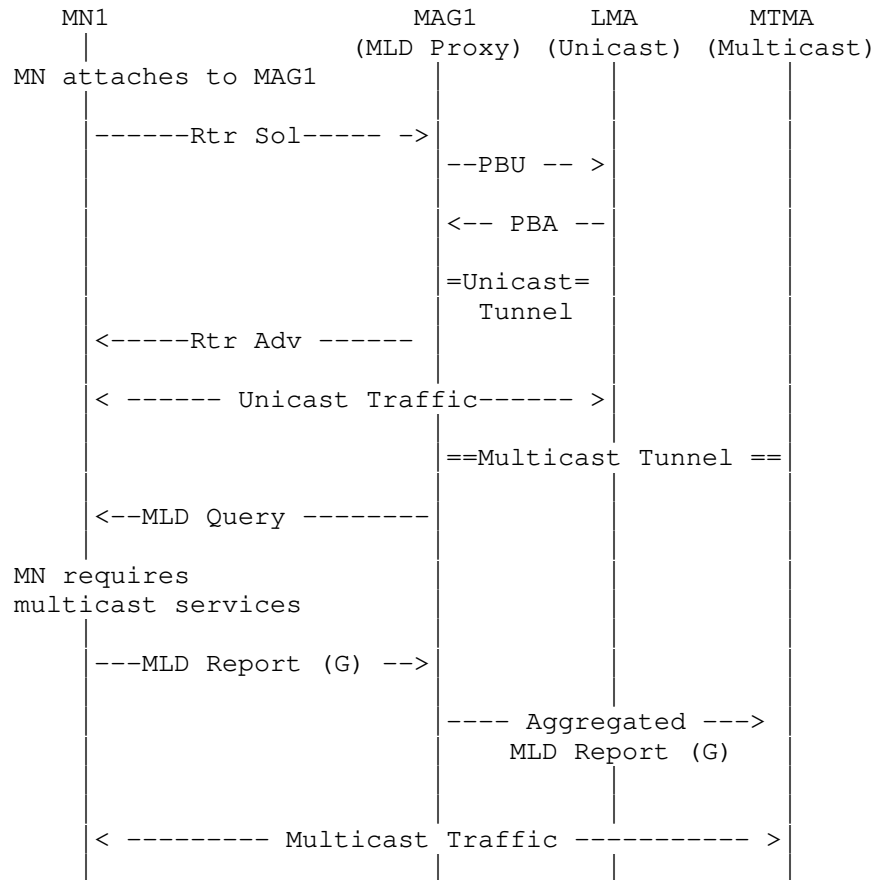 MN1 MAG1 LMA MTMA
(MLD Proxy) (Unicast) (Multicast)
MN attaches to MAG1
------Rtr Sol----- ->
--PBU -- >
<-- PBA --
=Unicast=
Tunnel
<-----Rtr Adv ------
< ------ Unicast Traffic------ >
==Multicast Tunnel ==
<--MLD Query --------
MN requires
multicast services
---MLD Report (G) -->
---- Aggregated --->
MLD Report (G)
< --------- Multicast Traffic ----------- >